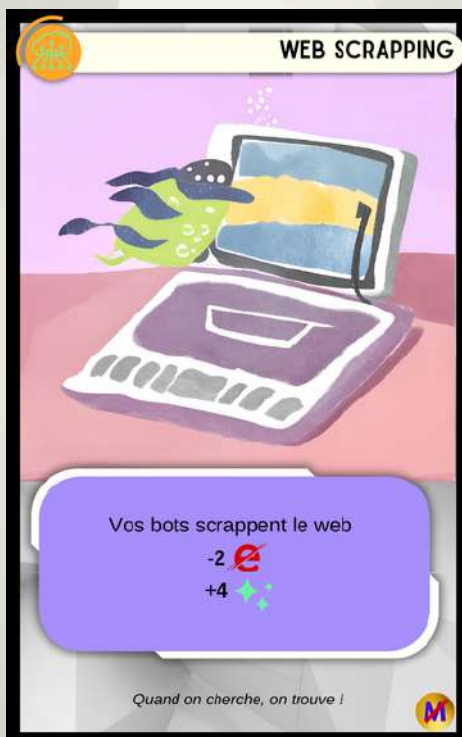 WEB SCRAPPING
Vos bots scrappent le web
-2 e
+4
Quand on cherche, on trouve !
M